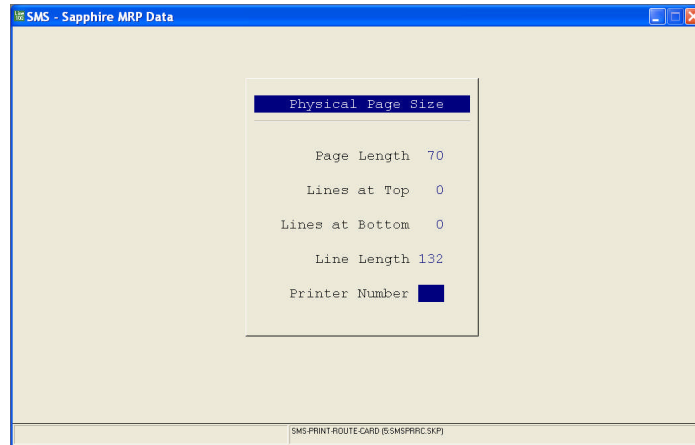 SMS - Sapphire MRP Data
Physical Page Size
Page Length 70
Lines at Top 0
Lines at Bottom 0
Line Length 132
Printer Number
SMS-PRINT-ROUTE-CARD (5:SMSPRRC.SKP)